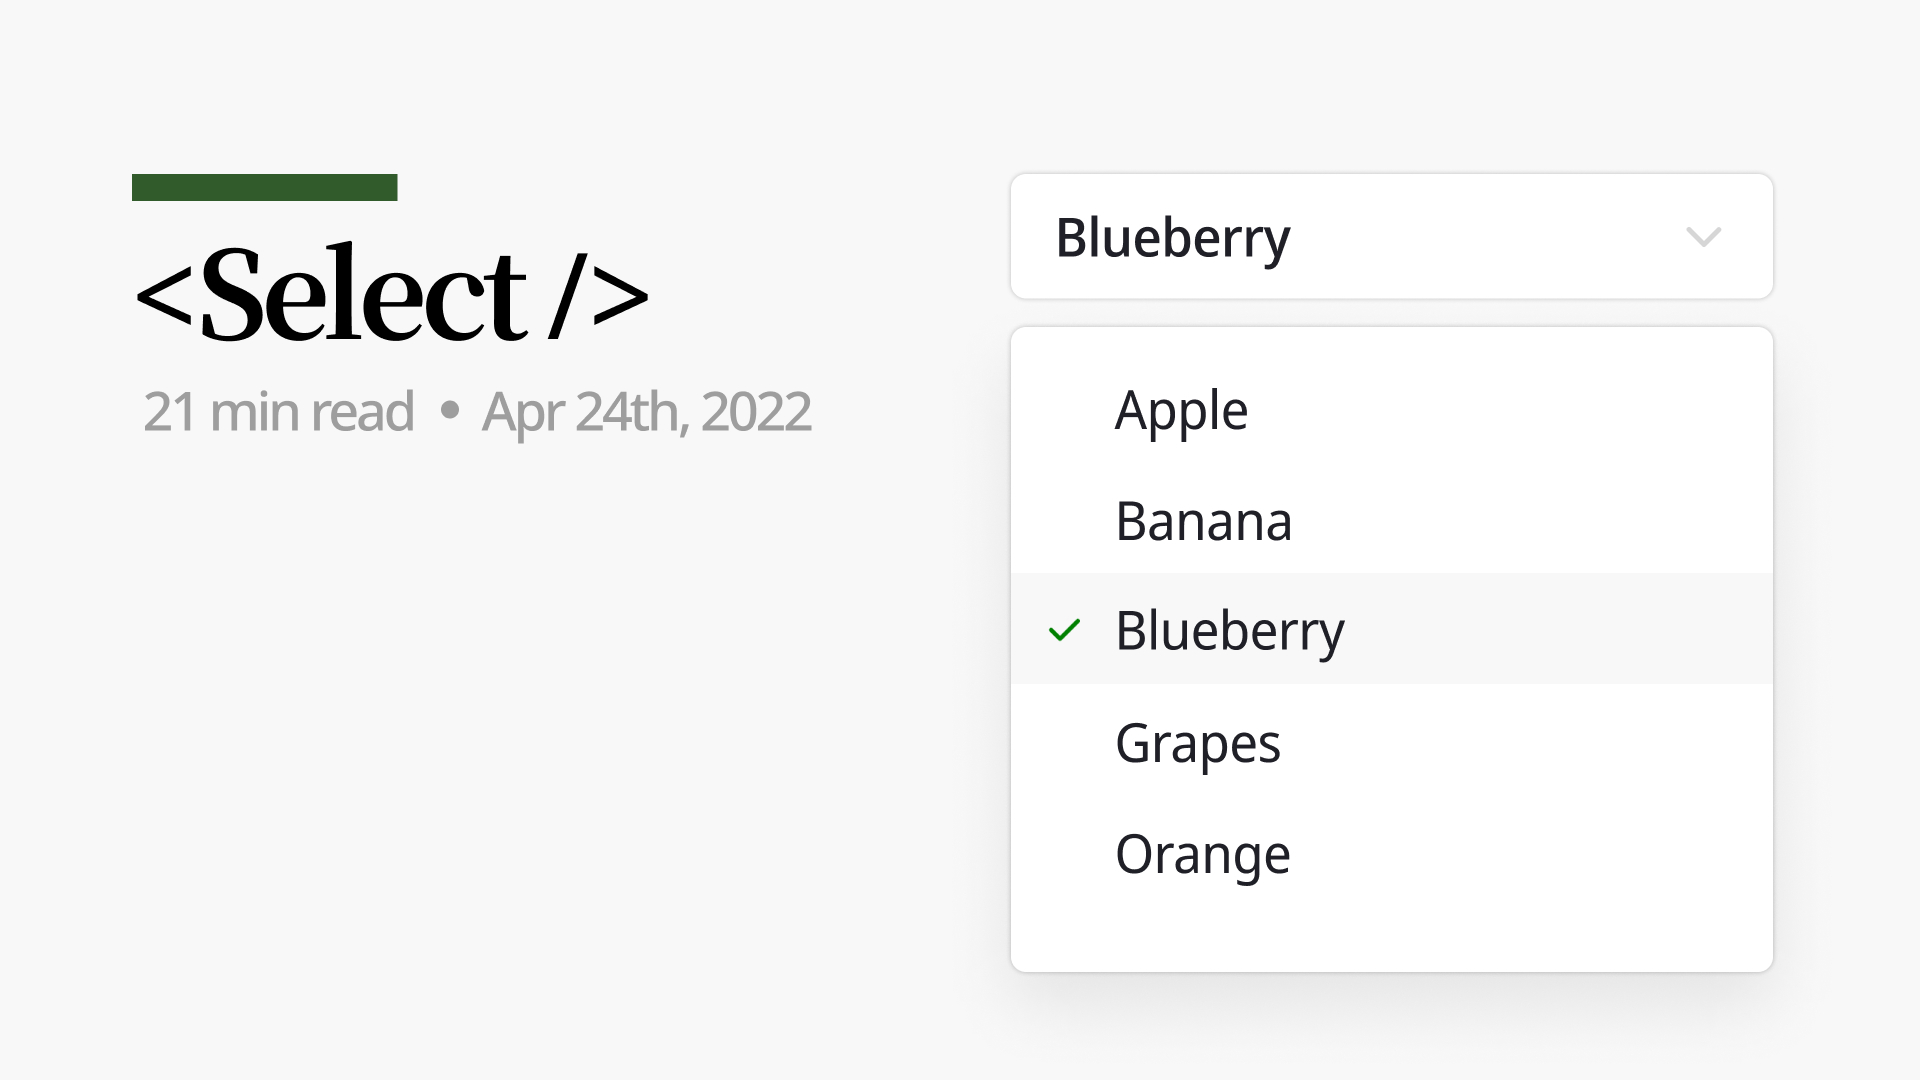 <Select />
21 min read • Apr 24th, 2022
Blueberry
Apple
Banana
Blueberry
Grapes
Orange